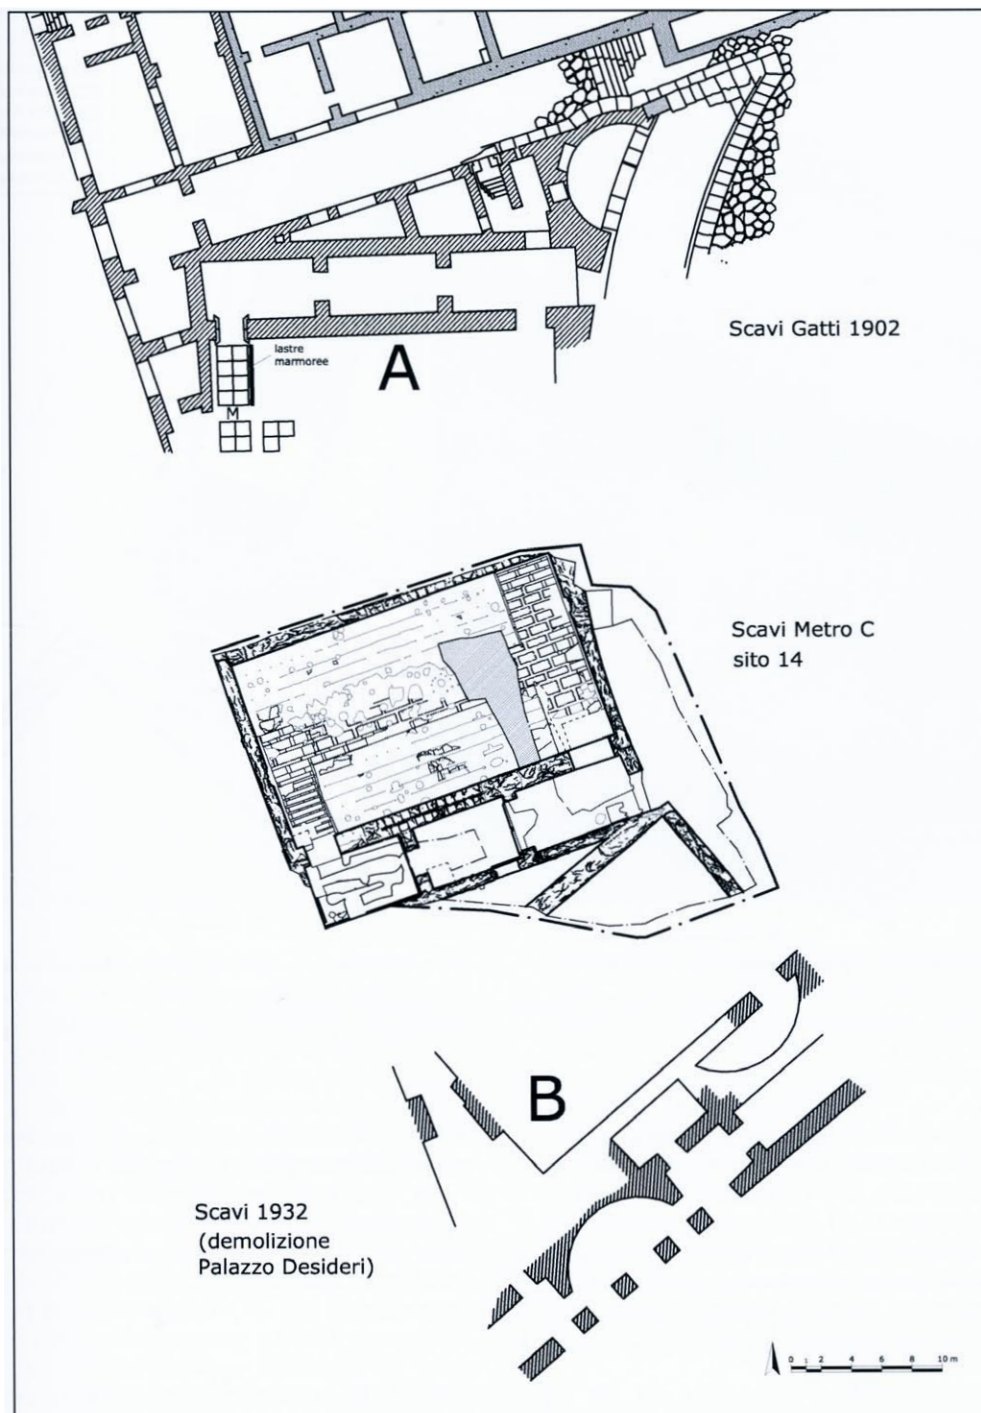 Scavi Gatti 1902
lastre
marmoree
A
M
Scavi Metro C
sito 14
B
Scavi 1932
(demolizione
Palazzo Desideri)
0 1 2 4 6 8 10 m